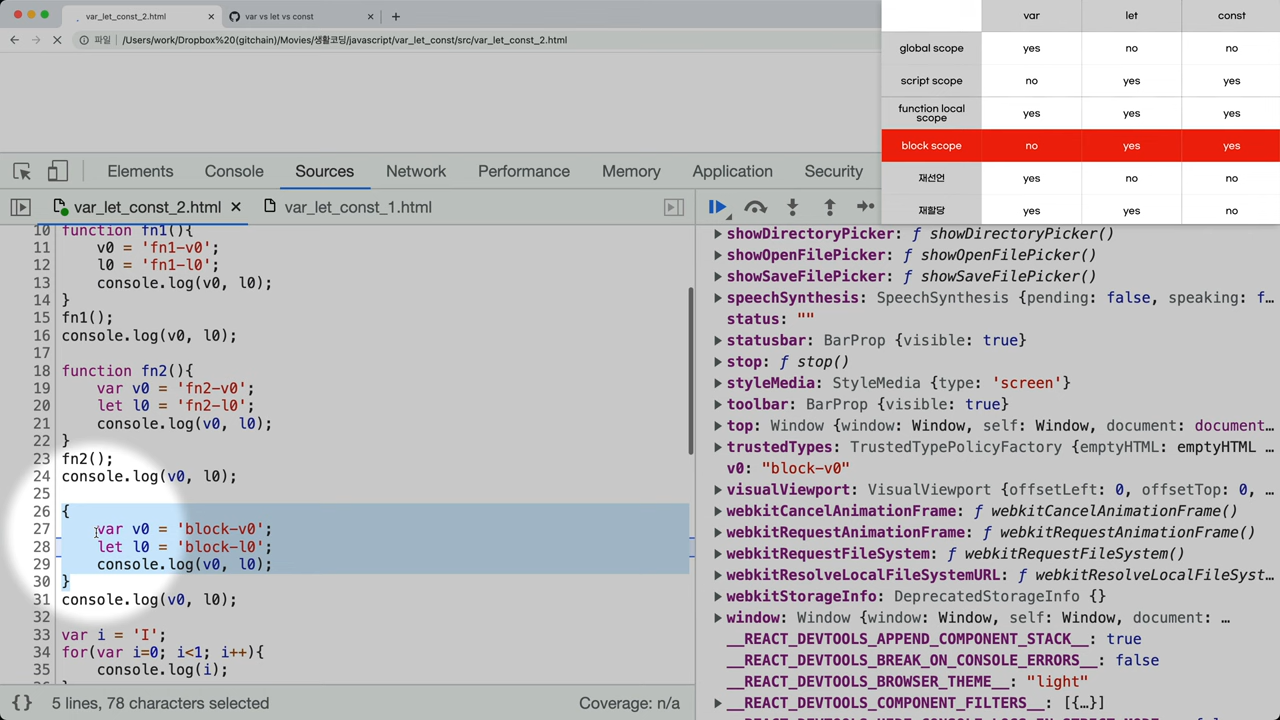 var_let_const_2.html
var vs let vs const
파일 /Users/work/Dropbox%20(gitchain)/Movies/생활코딩/javascript/var_let_const/src/var_let_const_2.html
var let const
global scope yes no no
script scope no yes yes
function local scope yes yes yes
block scope no yes yes
재선언 yes no no
재할당 yes yes no
Elements Console Sources Network Performance Memory Application Security
var_let_const_2.html var_let_const_1.html
10 function fn1(){
11 v0 = 'fn1-v0';
12 l0 = 'fn1-l0';
13 console.log(v0, l0);
14 }
15 fn1();
16 console.log(v0, l0);
17
18 function fn2(){
19 var v0 = 'fn2-v0';
20 let l0 = 'fn2-l0';
21 console.log(v0, l0);
22 }
23 fn2();
24 console.log(v0, l0);
25
26 {
27 var v0 = 'block-v0';
28 let l0 = 'block-l0';
29 console.log(v0, l0);
30 }
31 console.log(v0, l0);
32
33 var i = 'I';
34 for(var i=0; i<1; i++){
35 console.log(i);
{} 5 lines, 78 characters selected Coverage: n/a
showDirectoryPicker: ƒ showDirectoryPicker()
showOpenFilePicker: ƒ showOpenFilePicker()
showSaveFilePicker: ƒ showSaveFilePicker()
speechSynthesis: SpeechSynthesis {pending: false, speaking: f…
status: ""
statusbar: BarProp {visible: true}
stop: ƒ stop()
styleMedia: StyleMedia {type: 'screen'}
toolbar: BarProp {visible: true}
top: Window {window: Window, self: Window, document: document…
trustedTypes: TrustedTypePolicyFactory {emptyHTML: emptyHTML …
v0: "block-v0"
visualViewport: VisualViewport {offsetLeft: 0, offsetTop: 0, …
webkitCancelAnimationFrame: ƒ webkitCancelAnimationFrame()
webkitRequestAnimationFrame: ƒ webkitRequestAnimationFrame()
webkitRequestFileSystem: ƒ webkitRequestFileSystem()
webkitResolveLocalFileSystemURL: ƒ webkitResolveLocalFileSyst…
webkitStorageInfo: DeprecatedStorageInfo {}
window: Window {window: Window, self: Window, document: …
__REACT_DEVTOOLS_APPEND_COMPONENT_STACK__: true
__REACT_DEVTOOLS_BREAK_ON_CONSOLE_ERRORS__: false
__REACT_DEVTOOLS_BROWSER_THEME__: "light"
__REACT_DEVTOOLS_COMPONENT_FILTERS__: [{…}]